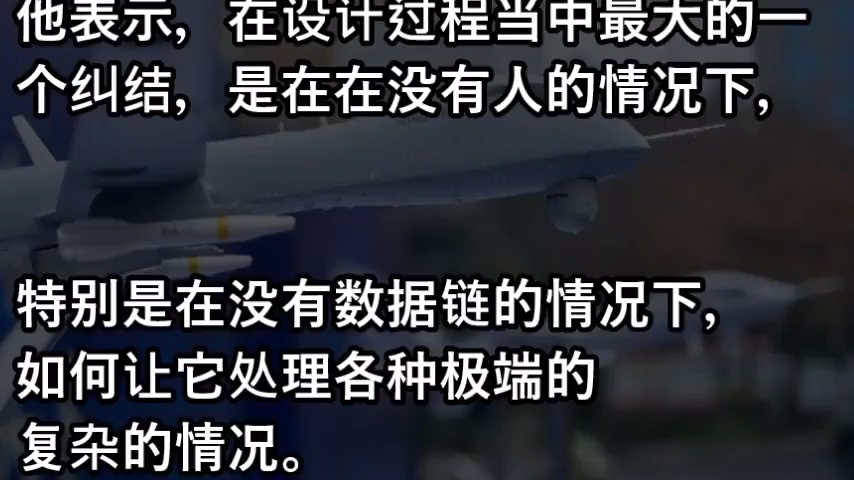 他表示，在设计过程当中最大的一
个纠结，是在在没有人的情况下，
特别是在没有数据链的情况下，
如何让它处理各种极端的
复杂的情况。